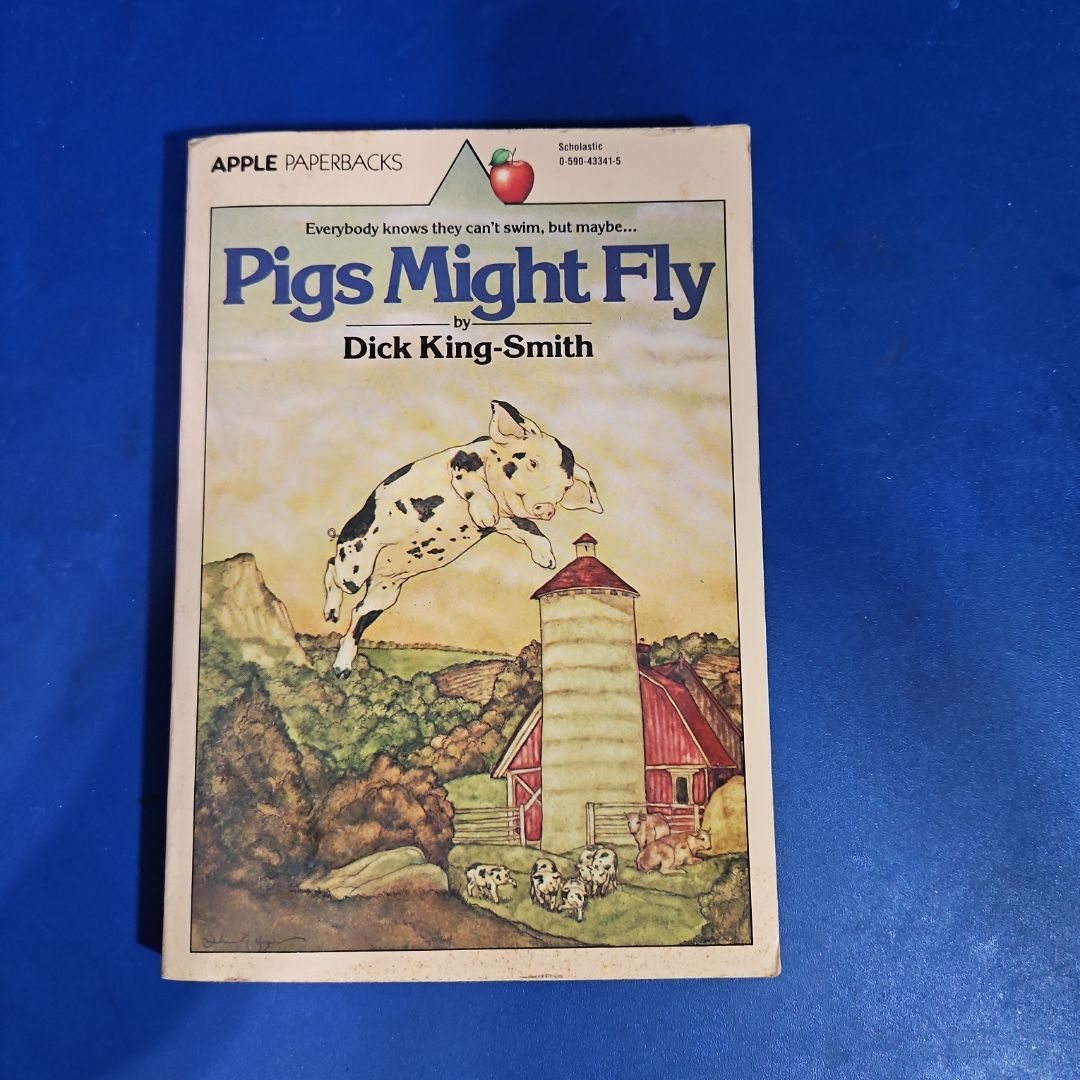 APPLE PAPERBACKS
Scholastic
0-590-43341-5
Everybody knows they can't swim, but maybe...
Pigs Might Fly
by
Dick King-Smith